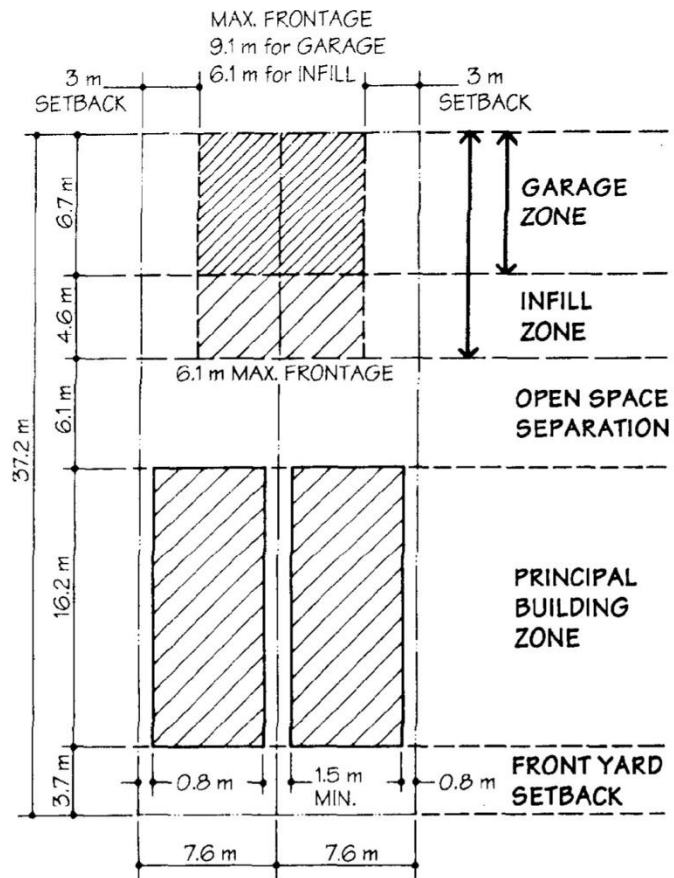 MAX. FRONTAGE
9.1 m for GARAGE
6.1 m for INFILL
3 m
SETBACK
3 m
SETBACK
6.7 m
GARAGE
ZONE
4.6 m
INFILL
ZONE
6.1 m MAX. FRONTAGE
6.1 m
OPEN SPACE
SEPARATION
37.2 m
16.2 m
PRINCIPAL
BUILDING
ZONE
3.7 m
0.8 m
1.5 m
MIN.
0.8 m
FRONT YARD
SETBACK
7.6 m
7.6 m